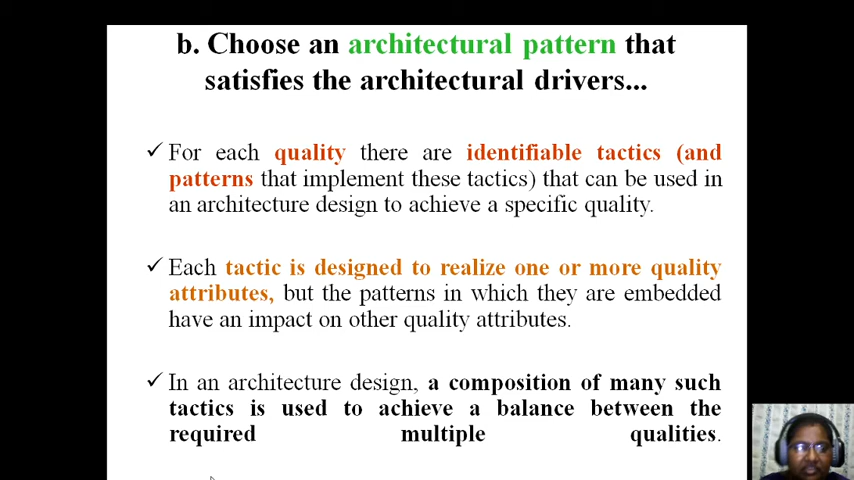 b. Choose an architectural pattern that
satisfies the architectural drivers...
✓ For each quality there are identifiable tactics (and
patterns that implement these tactics) that can be used in
an architecture design to achieve a specific quality.
✓ Each tactic is designed to realize one or more quality
attributes, but the patterns in which they are embedded
have an impact on other quality attributes.
✓ In an architecture design, a composition of many such
tactics is used to achieve a balance between the
required multiple qualities.